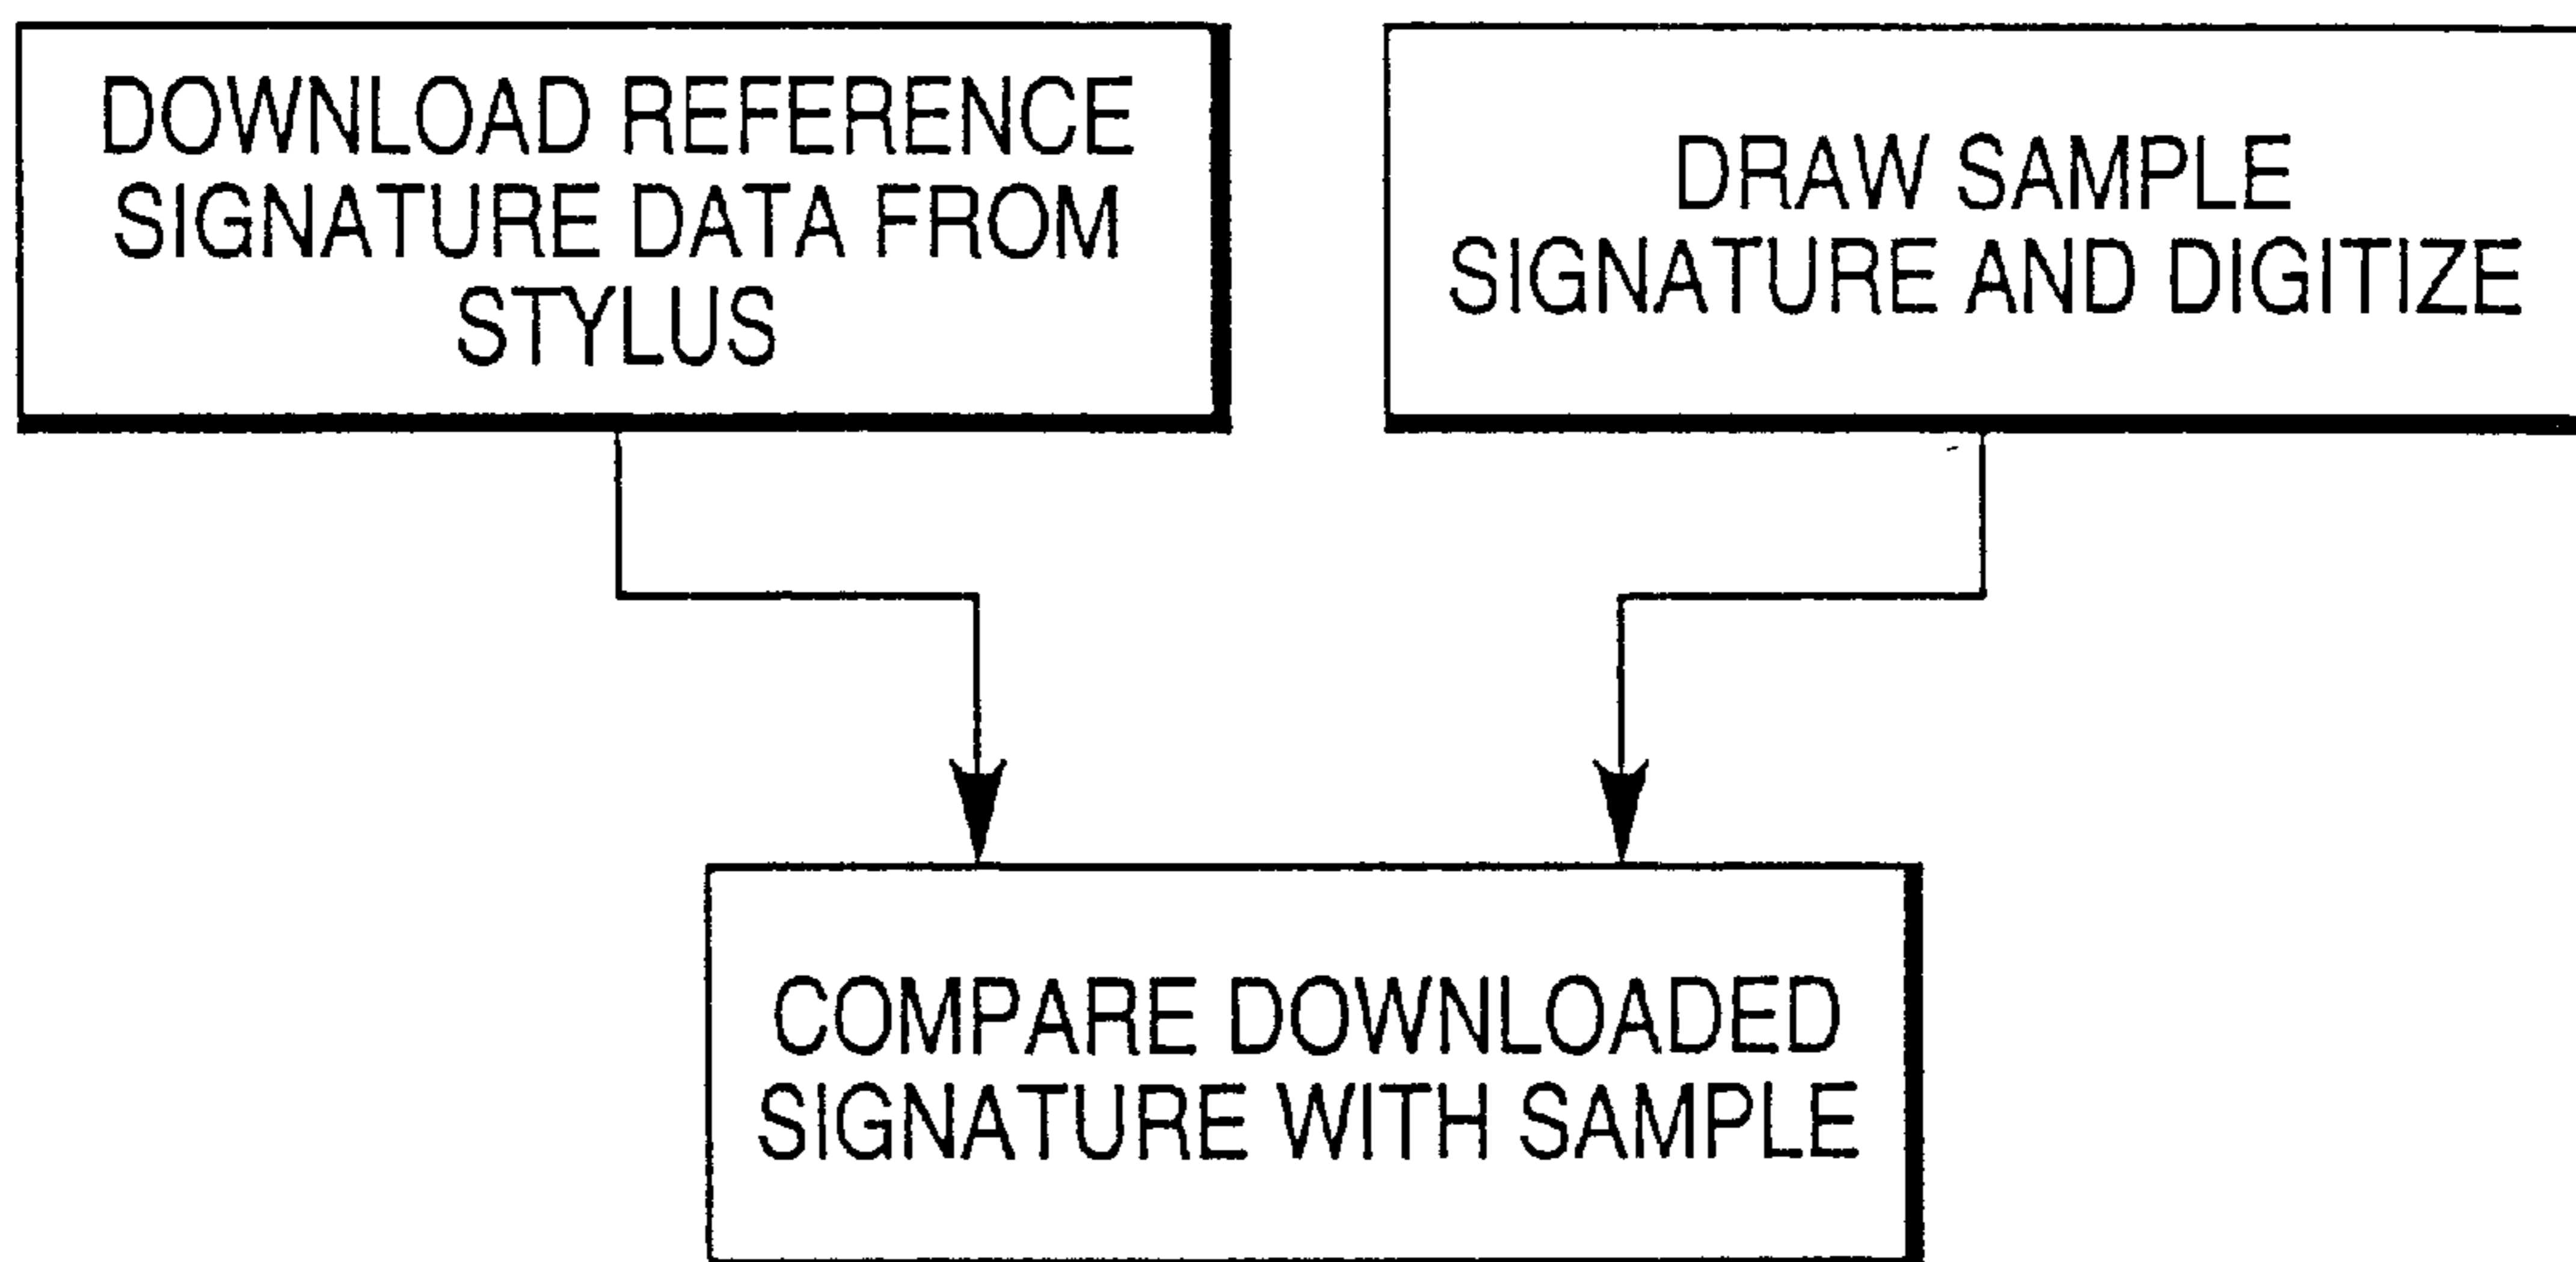 DOWNLOAD REFERENCE
SIGNATURE DATA FROM
STYLUS
DRAW SAMPLE
SIGNATURE AND DIGITIZE
COMPARE DOWNLOADED
SIGNATURE WITH SAMPLE